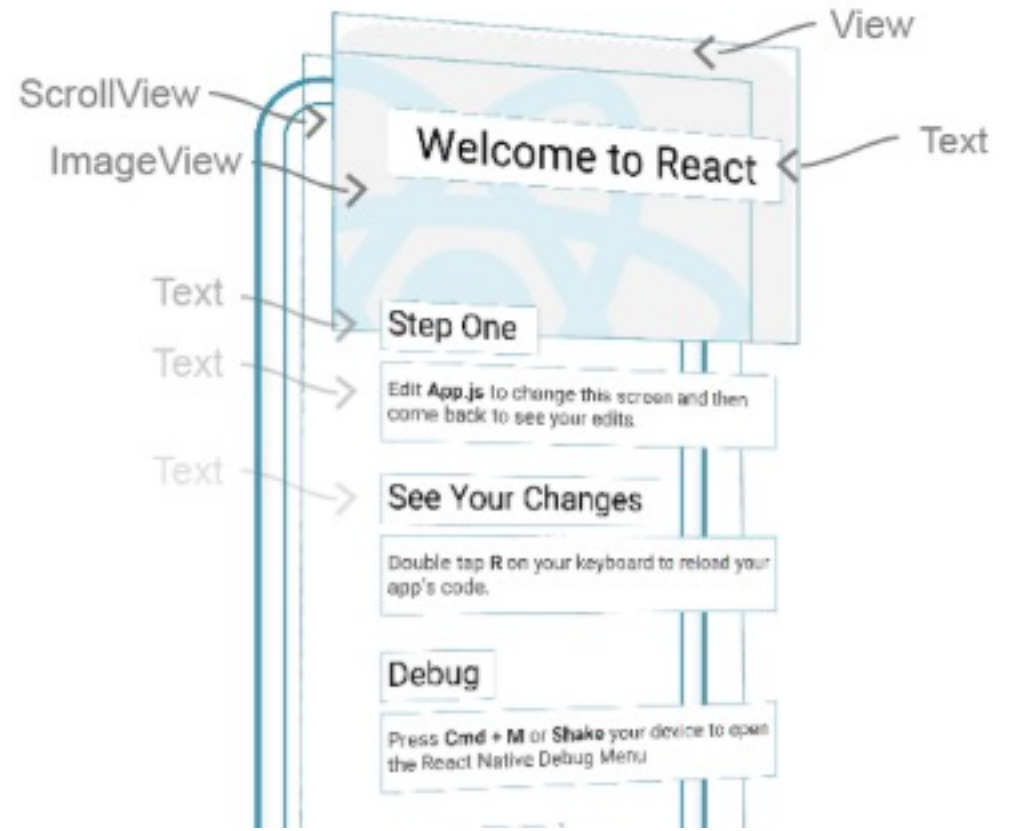 View
ScrollView
Text
ImageView
Welcome to React
Text
Step One
Text
Edit App.js to change this screen and then
come back to see your edits.
Text
See Your Changes
Double tap R on your keyboard to reload your
app's code.
Debug
Press Cmd + M or Shake your device to open
the React Native Debug Menu